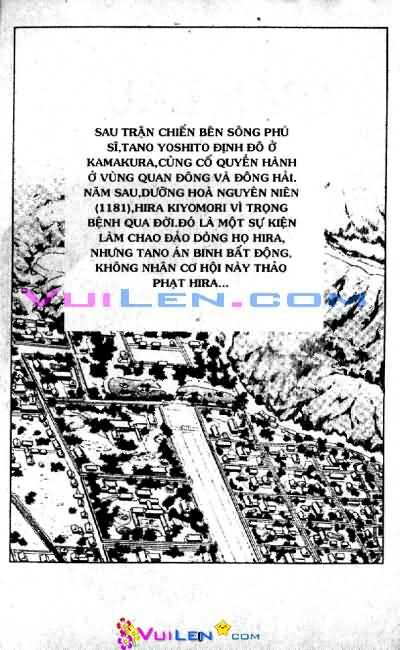 SAU TRẬN CHIẾN BÊN SÔNG PHÚ
SĨ,TANO YOSHITO ĐỊNH ĐÔ Ở
KAMAKURA,CỦNG CỐ QUYỀN HÀNH
Ở VÙNG QUAN ĐÔNG VÀ ĐÔNG HẢI.
NĂM SAU,DƯỠNG HOÀ NGUYÊN NIÊN
(1181),HIRA KIYOMORI VÌ TRỌNG
BỆNH QUA ĐỜI.ĐÓ LÀ MỘT SỰ KIỆN
LÀM CHAO ĐẢO DÒNG HỌ HIRA,
NHƯNG TANO ÁN BINH BẤT ĐỘNG,
KHÔNG NHÂN CƠ HỘI NÀY THẢO
PHẠT HIRA...
VUILEN.COM
VUILEN.COM